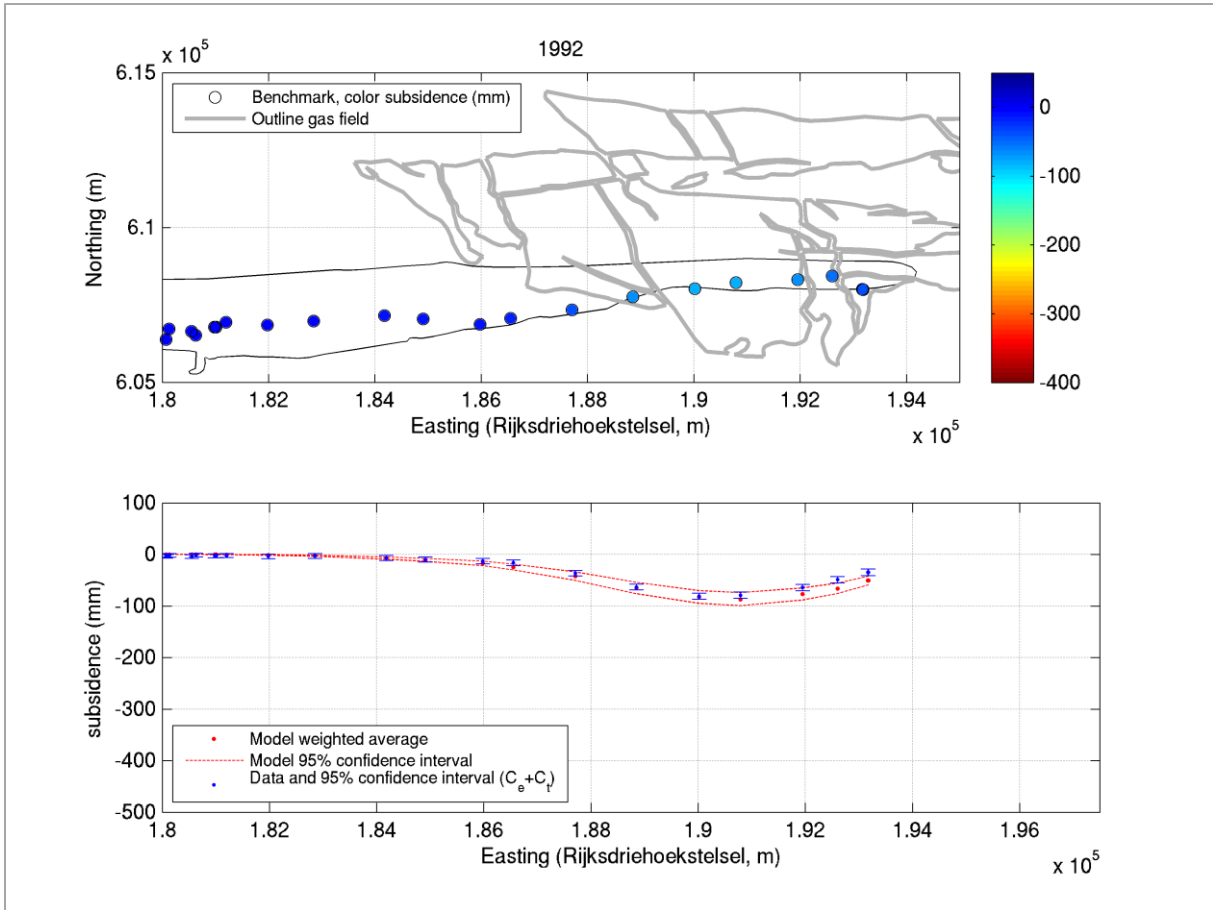 1992
x 10^5
6.15
6.1
6.05
Northing (m)
Benchmark, color subsidence (mm)
Outline gas field
1.8 1.82 1.84 1.86 1.88 1.9 1.92 1.94
Easting (Rijksdriehoekstelsel, m)
x 10^5
0
-100
-200
-300
-400
100
0
-100
-200
-300
-400
-500
subsidence (mm)
Model weighted average
Model 95% confidence interval
Data and 95% confidence interval (C_e+C_t)
1.8 1.82 1.84 1.86 1.88 1.9 1.92 1.94 1.96
Easting (Rijksdriehoekstelsel, m)
x 10^5